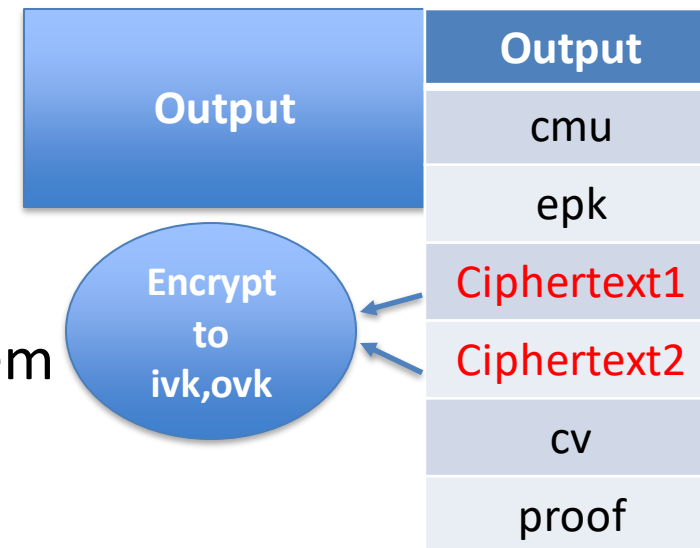 Output
Output
cmu
epk
Ciphertext1
Ciphertext2
cv
proof
Encrypt
to
ivk,ovk